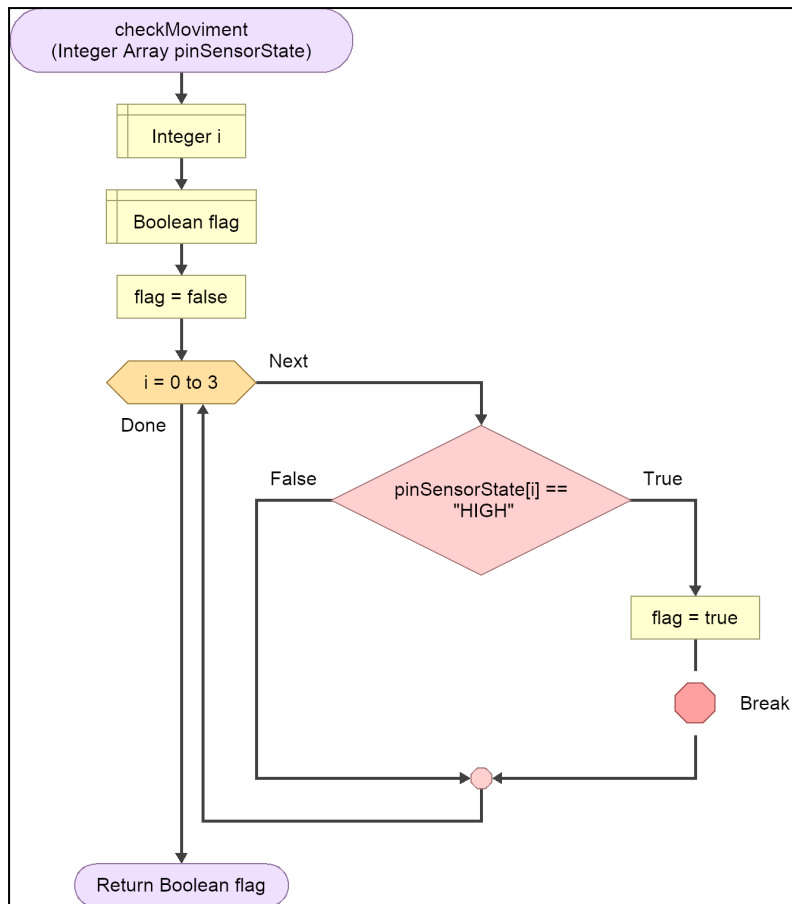 checkMoviment
(Integer Array pinSensorState)
Integer i
Boolean flag
flag = false
i = 0 to 3
Next
Done
pinSensorState[i] ==
"HIGH"
False
True
flag = true
Break
Return Boolean flag